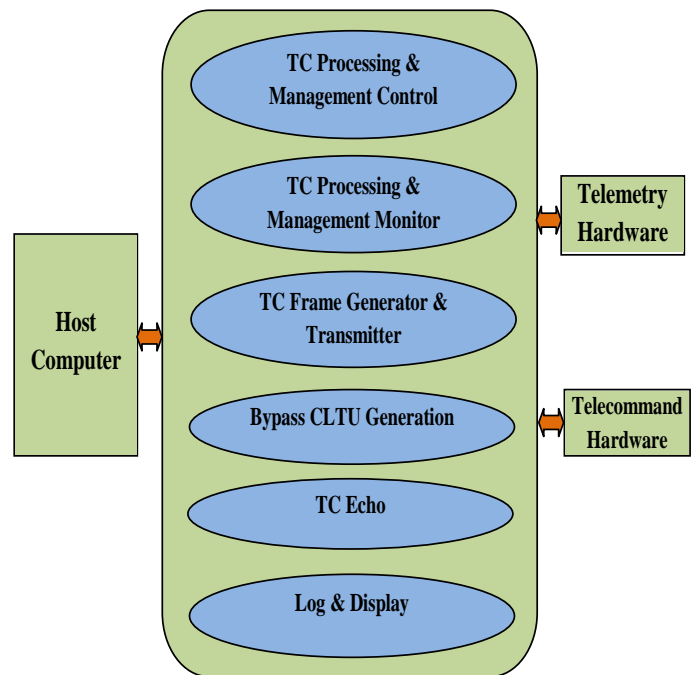 Host
Computer
TC Processing &
Management Control
TC Processing &
Management Monitor
TC Frame Generator &
Transmitter
Bypass CLTU Generation
TC Echo
Log & Display
Telemetry
Hardware
Telecommand
Hardware